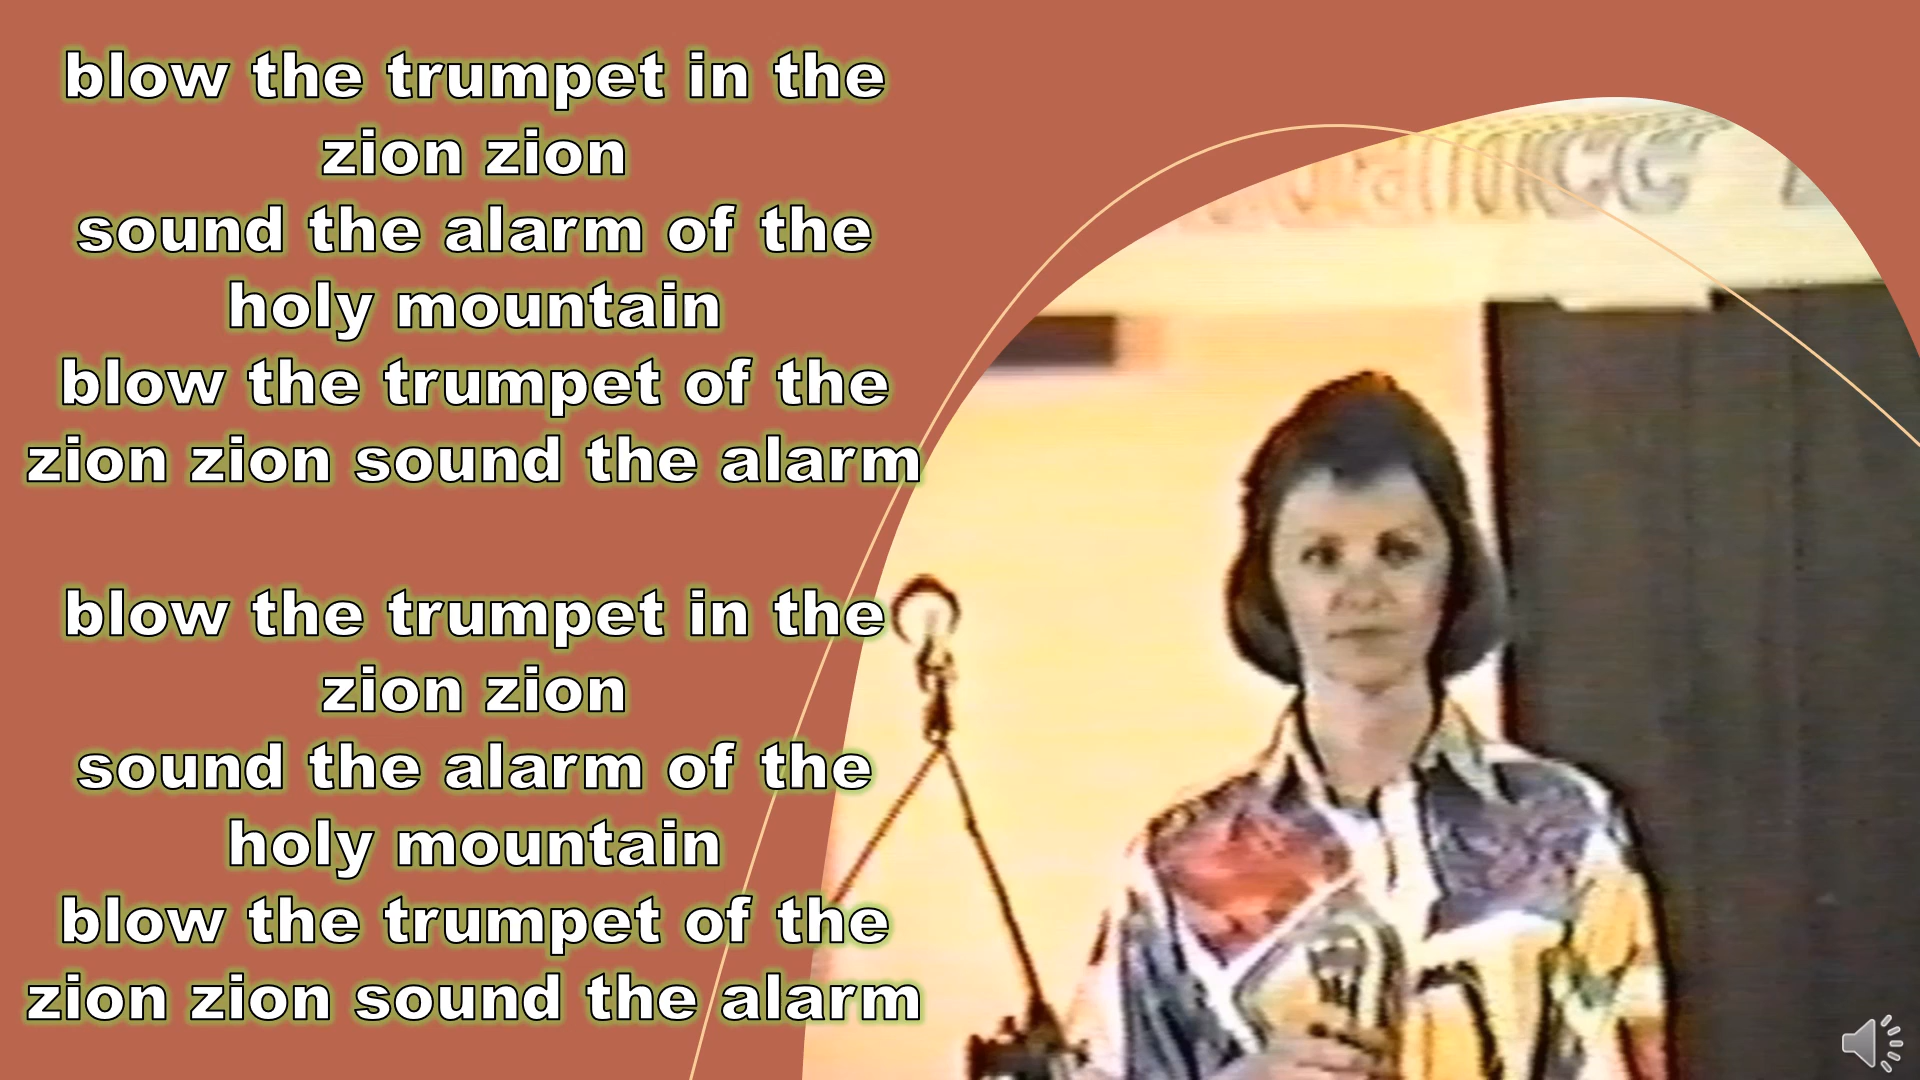 blow the trumpet in the
zion zion
sound the alarm of the
holy mountain
blow the trumpet of the
zion zion sound the alarm
blow the trumpet in the
zion zion
sound the alarm of the
holy mountain
blow the trumpet of the
zion zion sound the alarm